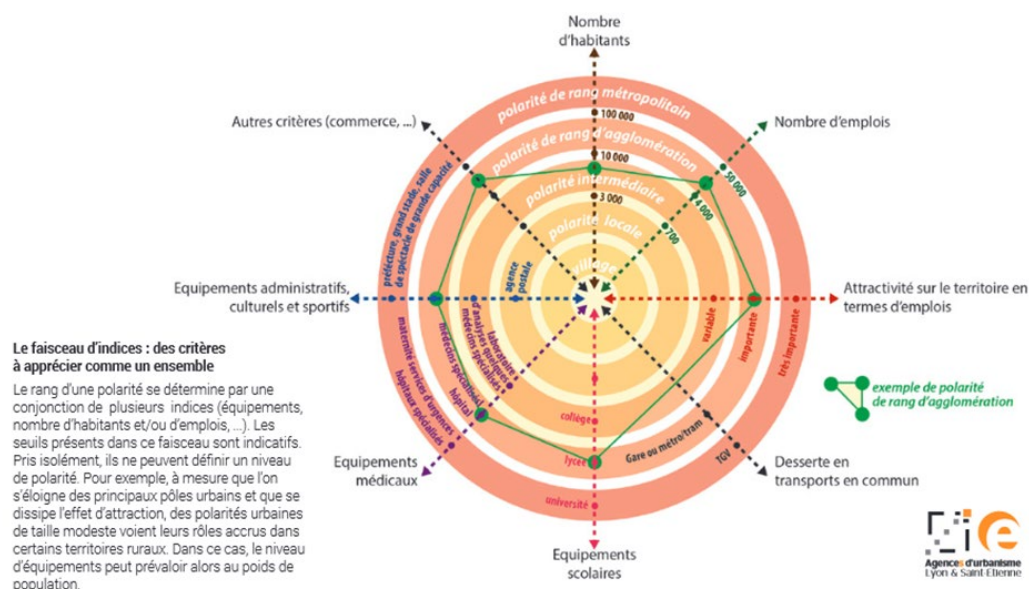 Nombre
d'habitants
Autres critères (commerce, ...)
Nombre d'emplois
polarité de rang métropolitain
100 000
polarité de rang d'agglomération
10 000
50 000
polarité intermédiaire
4 000
3 000
700
polarité locale
village
préfécture, grand stade, salle
de spéctacle de grande capacité
agence
postale
Equipements administratifs,
culturels et sportifs
Attractivité sur le territoire en
termes d'emplois
variable
importante
très importante
Le faisceau d'indices : des critères
à apprécier comme un ensemble
Le rang d'une polarité se détermine par une
conjonction de plusieurs indices (équipements,
nombre d'habitants et/ou d'emplois, ...). Les
seuils présents dans ce faisceau sont indicatifs.
Pris isolément, ils ne peuvent définir un niveau
de polarité. Pour exemple, à mesure que l'on
s'éloigne des principaux pôles urbains et que se
dissipe l'effet d'attraction, des polarités urbaines
de taille modeste voient leurs rôles accrus dans
certains territoires ruraux. Dans ce cas, le niveau
d'équipements peut prévaloir alors au poids de
population.
laboratoire
d'analyses quelques
médecins spécialisés
médecins spécialisés
hôpital
maternité services d'urgences
hôpitaux spécialisés
exemple de polarité
de rang d'agglomération
collège
lycée
université
Gare ou métro/tram
TGV
Equipements
médicaux
Desserte en
transports en commun
Equipements
scolaires
Agences d'urbanisme
Lyon & Saint-Etienne